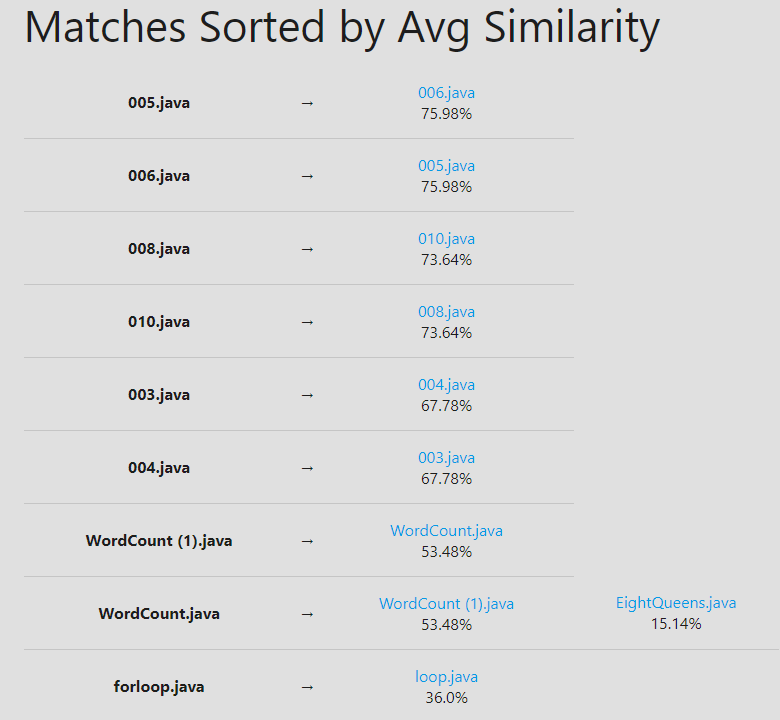 Matches Sorted by Avg Similarity
005.java → 006.java
75.98%
006.java → 005.java
75.98%
008.java → 010.java
73.64%
010.java → 008.java
73.64%
003.java → 004.java
67.78%
004.java → 003.java
67.78%
WordCount (1).java → WordCount.java
53.48%
WordCount.java → WordCount (1).java EightQueens.java
53.48% 15.14%
forloop.java → loop.java
36.0%